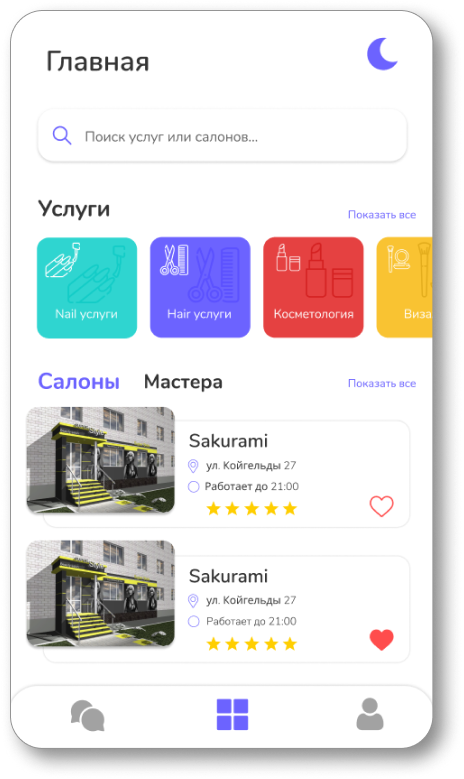 Главная
Поиск услуг или салонов...
Услуги
Показать все
Nail услуги
Hair услуги
Косметология
Виза
Салоны
Мастера
Показать все
Sakurami
ул. Койгельды 27
Работает до 21:00
Sakurami
ул. Койгельды 27
Работает до 21:00